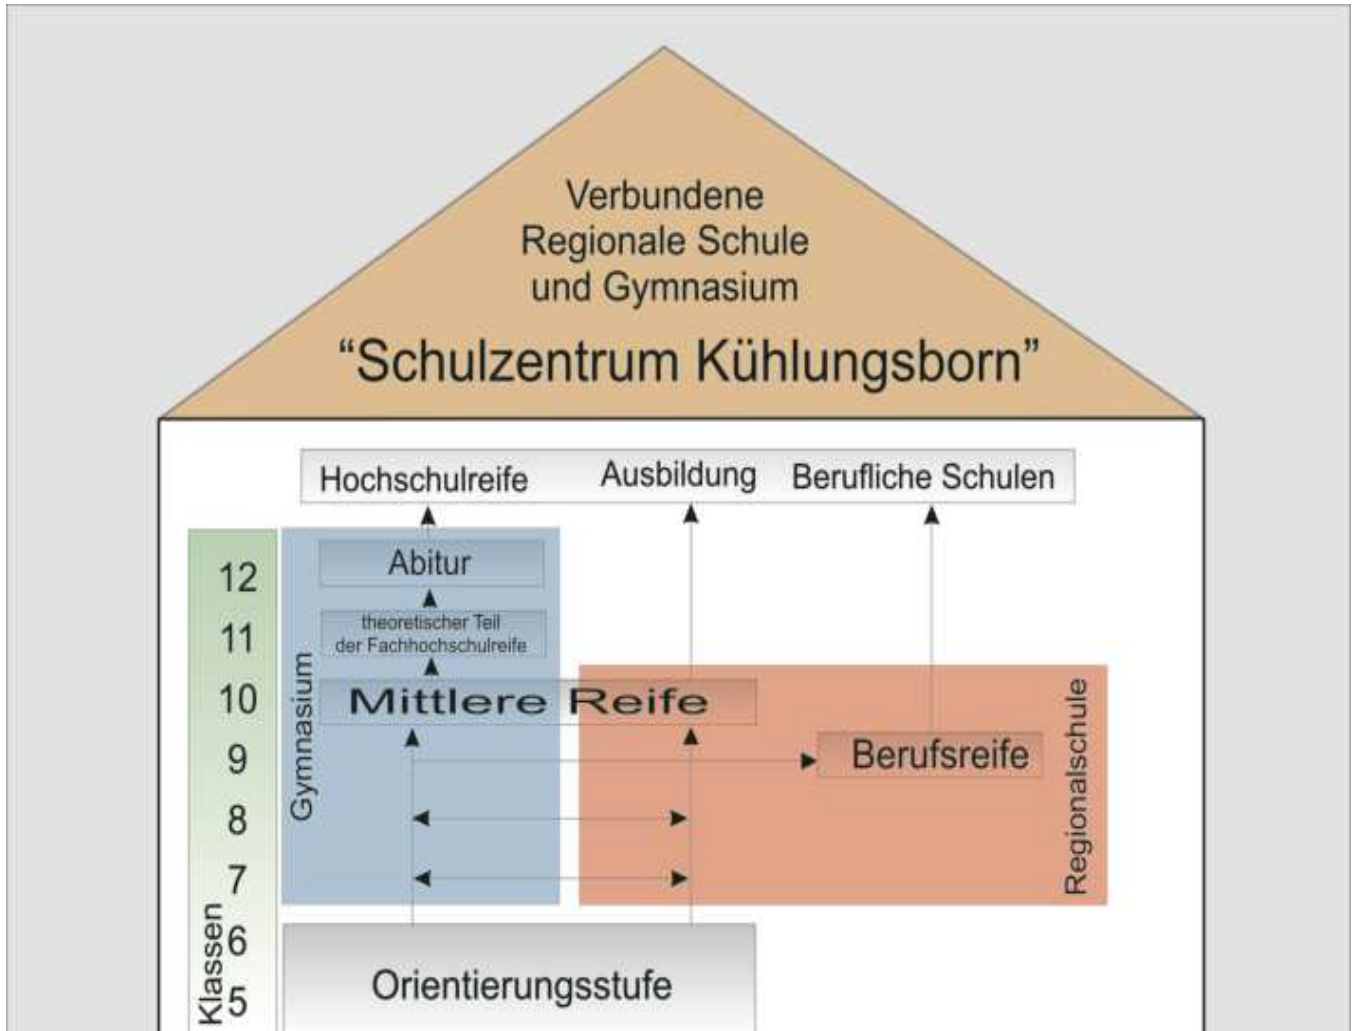 Verbundene
Regionale Schule
und Gymnasium
“Schulzentrum Kühlungsborn”
Hochschulreife
Ausbildung
Berufliche Schulen
12
Abitur
11
theoretischer Teil
der Fachhochschulreife
10
Mittlere Reife
9
Berufsreife
8
7
Gymnasium
Regionalschule
6
5
Klassen
Orientierungsstufe